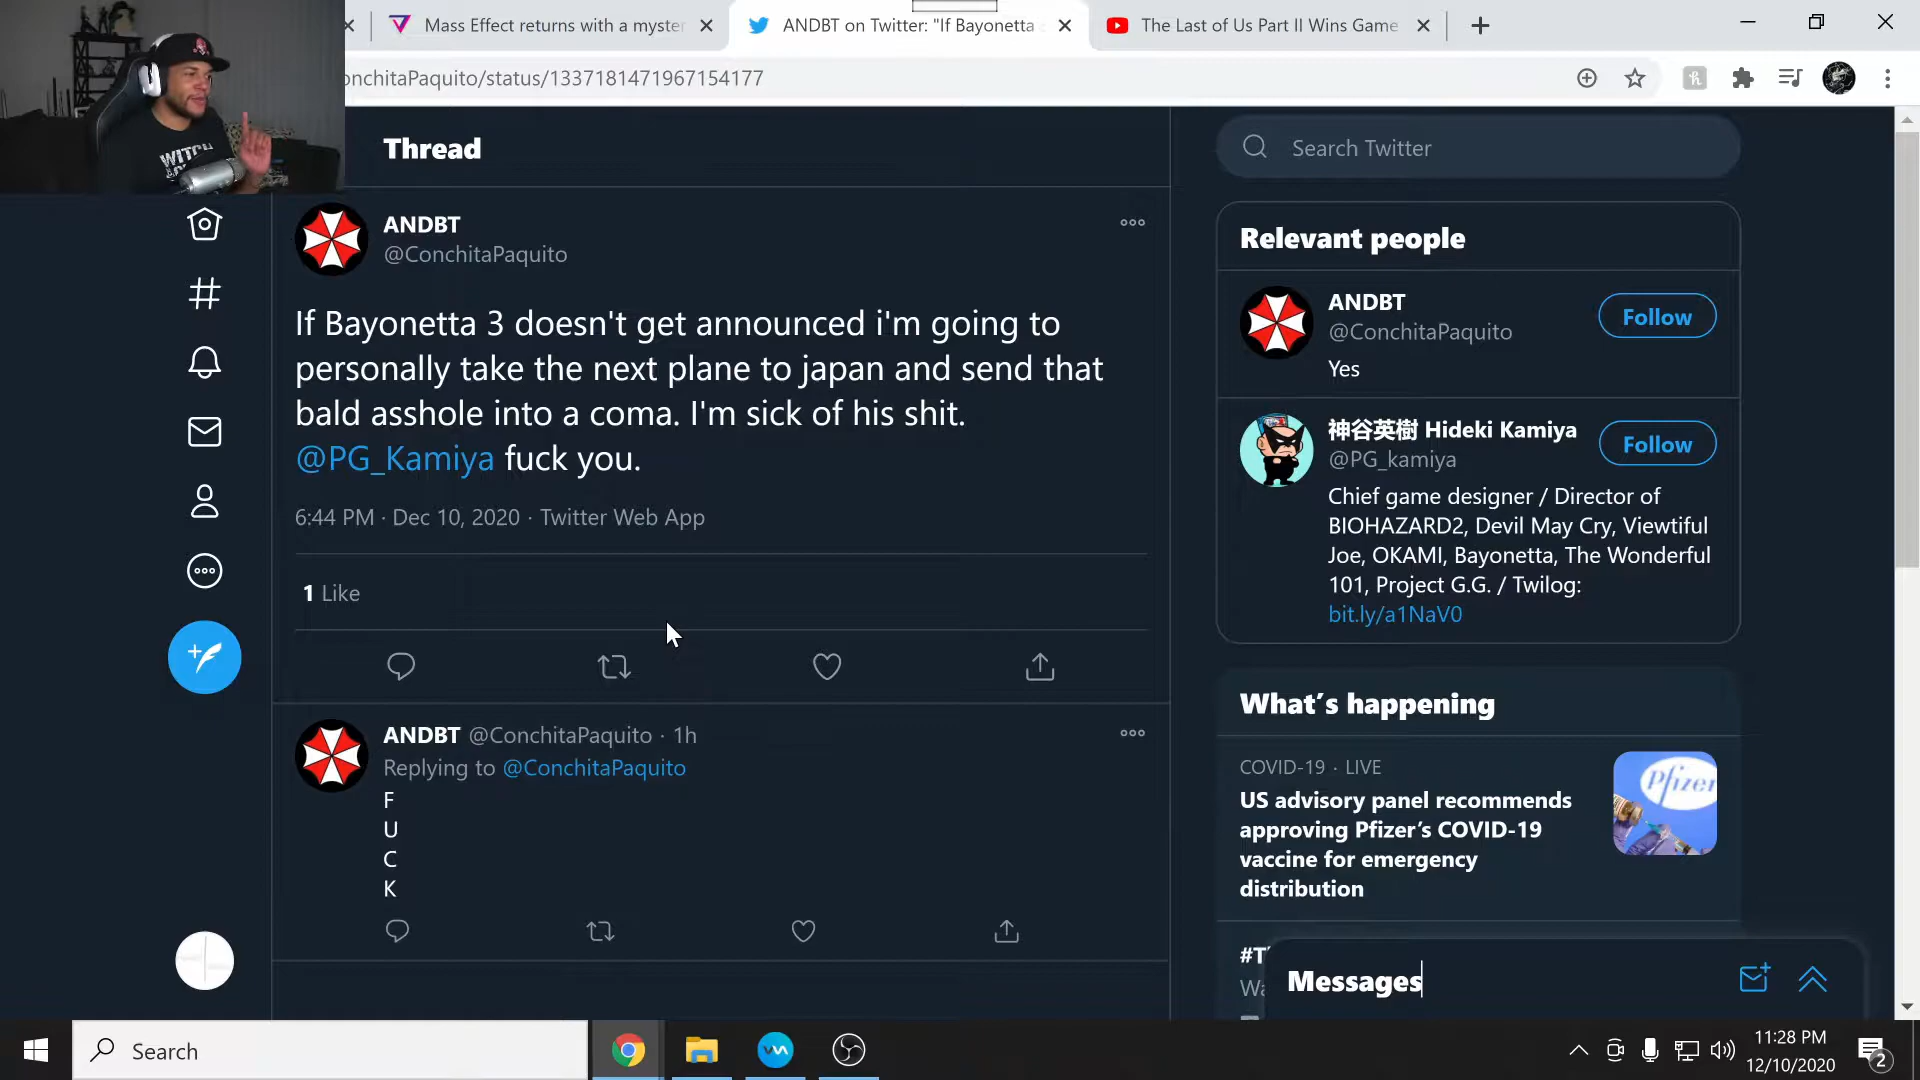 Mass Effect returns with a myster
ANDBT on Twitter: "If Bayonetta
The Last of Us Part II Wins Game
onchitaPaquito/status/1337181471967154177
WITCH
Thread
Search Twitter
ANDBT
@ConchitaPaquito
If Bayonetta 3 doesn't get announced i'm going to
personally take the next plane to japan and send that
bald asshole into a coma. I'm sick of his shit.
@PG_Kamiya fuck you.
6:44 PM · Dec 10, 2020 · Twitter Web App
1 Like
ANDBT @ConchitaPaquito · 1h
Replying to @ConchitaPaquito
F
U
C
K
Relevant people
ANDBT
@ConchitaPaquito
Follow
Yes
神谷英樹 Hideki Kamiya
@PG_kamiya
Follow
Chief game designer / Director of
BIOHAZARD2, Devil May Cry, Viewtiful
Joe, OKAMI, Bayonetta, The Wonderful
101, Project G.G. / Twilog:
bit.ly/a1NaV0
What's happening
COVID-19 · LIVE
US advisory panel recommends
approving Pfizer's COVID-19
vaccine for emergency
distribution
Pfizer
#T
Wa
Messages
Search
11:28 PM
12/10/2020
2